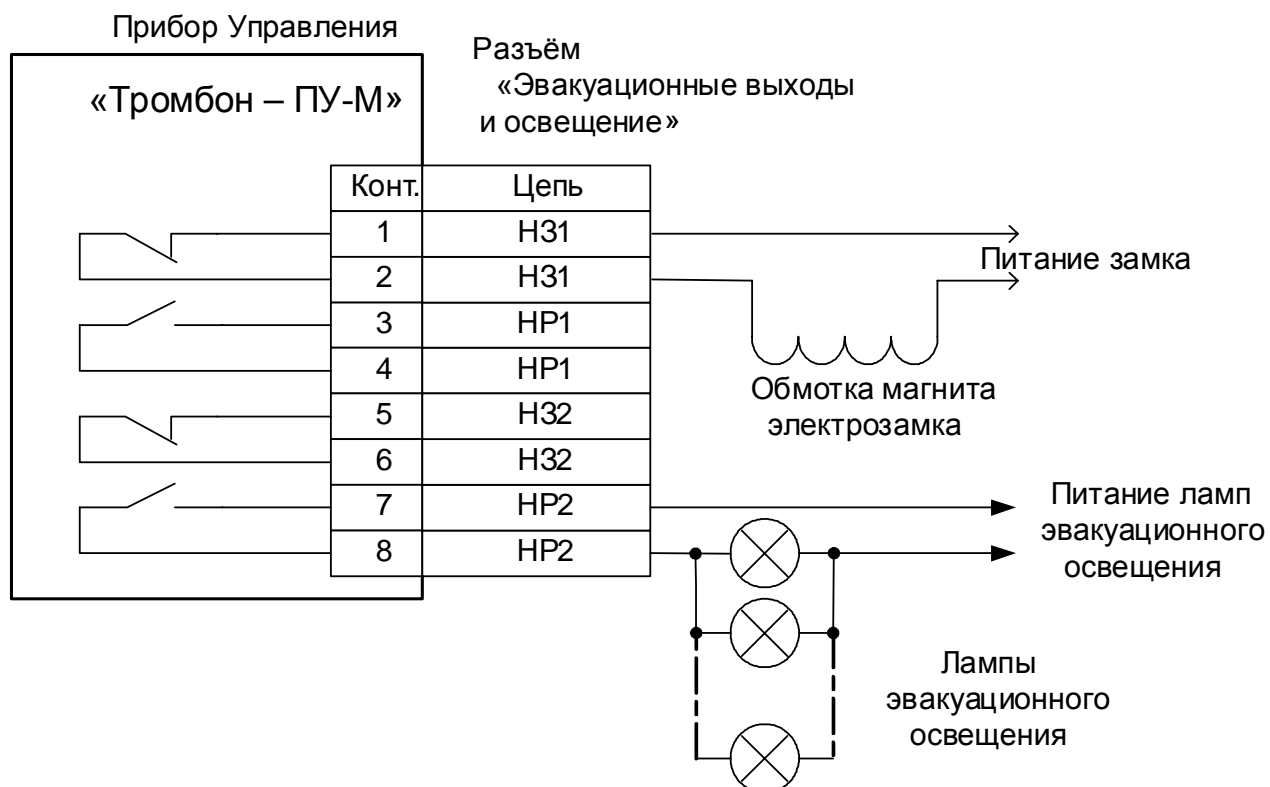 Прибор Управления
«Тромбон – ПУ-М»
Разъём
«Эвакуационные выходы
и освещение»
Конт. Цепь
1 НЗ1
2 НЗ1
3 НР1
4 НР1
5 НЗ2
6 НЗ2
7 НР2
8 НР2
Питание замка
Обмотка магнита
электрозамка
Питание ламп
эвакуационного
освещения
Лампы
эвакуационного
освещения